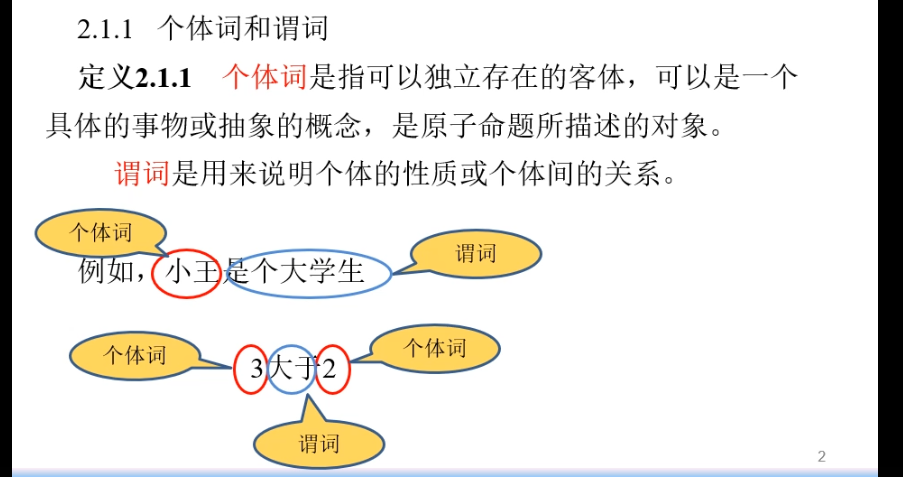 2.1.1 个体词和谓词
定义2.1.1 个体词是指可以独立存在的客体，可以是一个
具体的事物或抽象的概念，是原子命题所描述的对象。
谓词是用来说明个体的性质或个体间的关系。
个体词
谓词
例如，小王是个大学生
个体词
个体词
3大于2
谓词
2